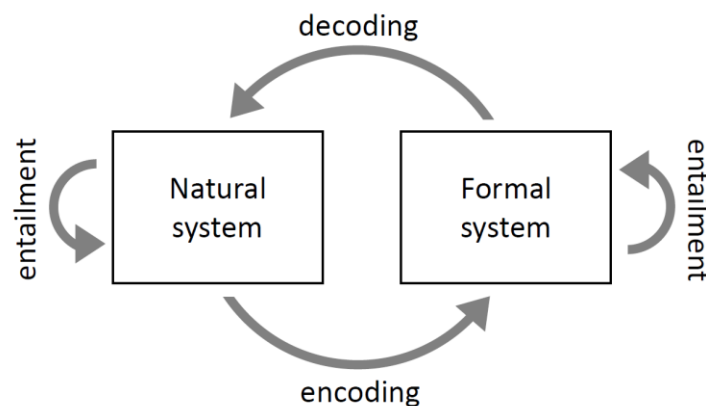 decoding
entailment
Natural
system
Formal
system
entailment
encoding